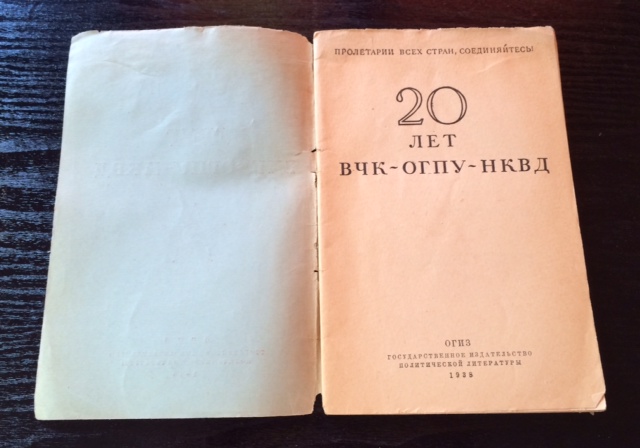 ПРОЛЕТАРИИ ВСЕХ СТРАН, СОЕДИНЯЙТЕСЬ!
20
ЛЕТ
ВЧК-ОГПУ-НКВД
ОГИЗ
ГОСУДАРСТВЕННОЕ ИЗДАТЕЛЬСТВО
ПОЛИТИЧЕСКОЙ ЛИТЕРАТУРЫ
1938